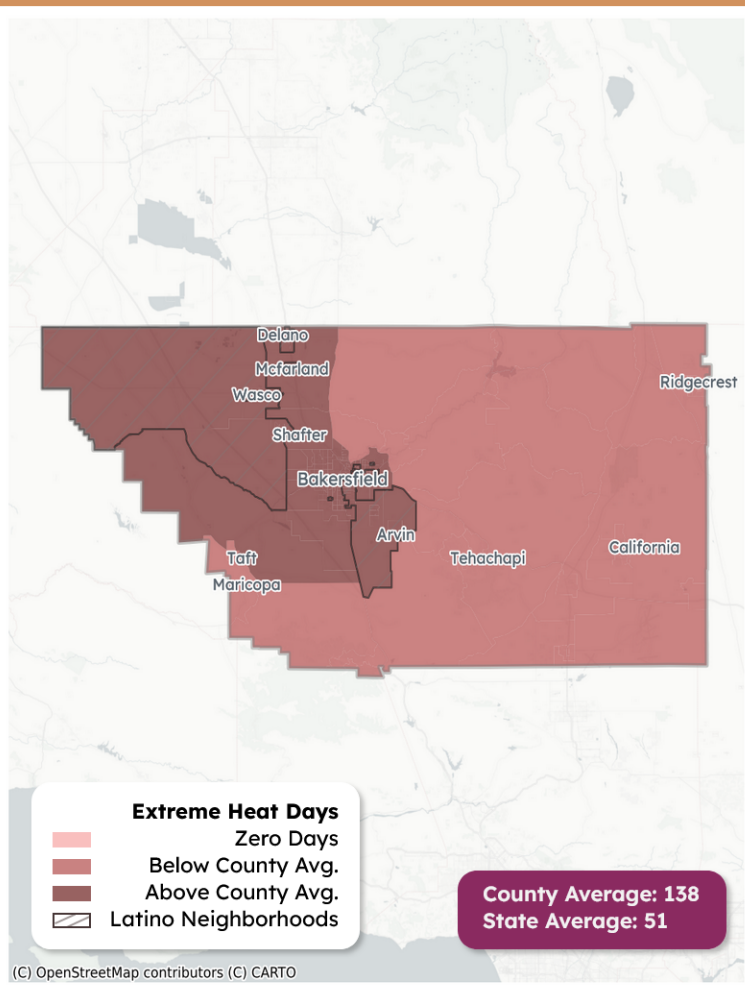 Delano
Mcfarland
Ridgecrest
Wasco
Shafter
Bakersfield
Arvin
California
Taft
Tehachapi
Maricopa
Extreme Heat Days
Zero Days
Below County Avg.
Above County Avg.
Latino Neighborhoods
County Average: 138
State Average: 51
(C) OpenStreetMap contributors (C) CARTO